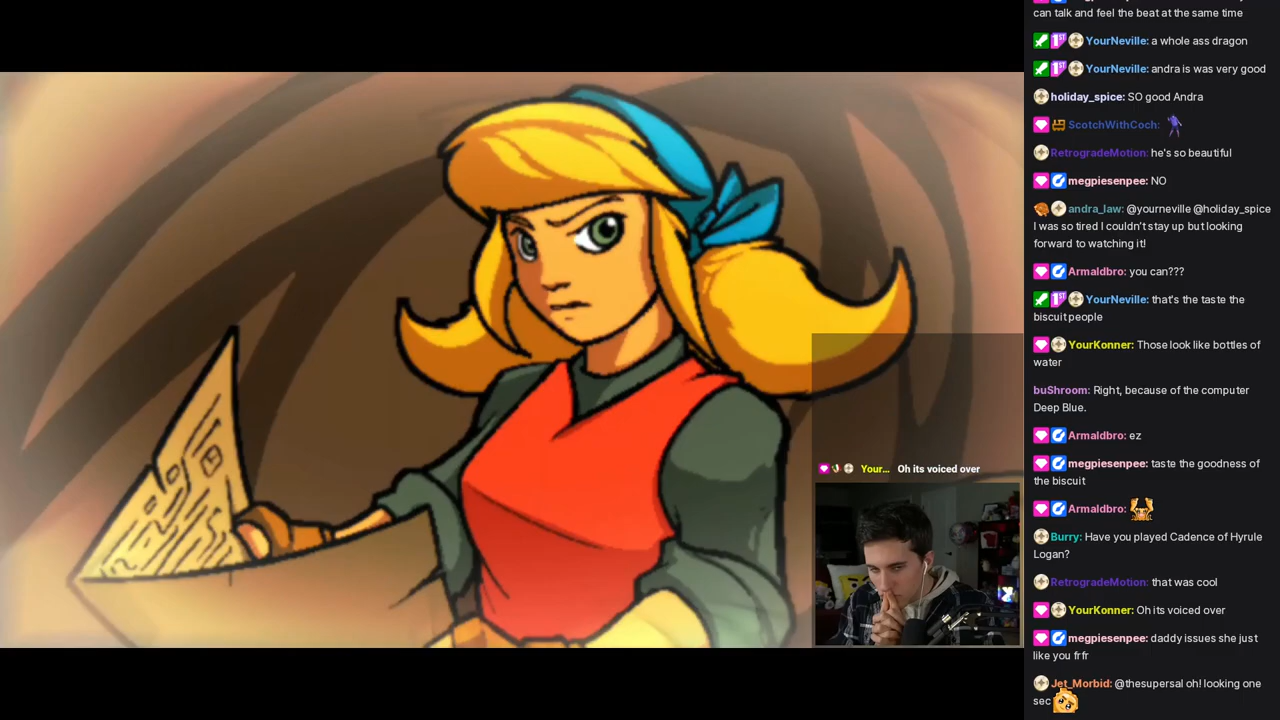 can talk and feel the beat at the same time
YourNeville: a whole ass dragon
YourNeville: andra is was very good
holiday_spice: SO good Andra
ScotchWithCoch:
RetrogradeMotion: he's so beautiful
megpiesenpee: NO
andra_law: @yourneville @holiday_spice
I was so tired I couldn't stay up but looking
forward to watching it!
Armaldbro: you can???
YourNeville: that's the taste the
biscuit people
YourKonner: Those look like bottles of
water
buShroom: Right, because of the computer
Deep Blue.
Armaldbro: ez
megpiesenpee: taste the goodness of
the biscuit
Armaldbro:
Burry: Have you played Cadence of Hyrule
Logan?
RetrogradeMotion: that was cool
YourKonner: Oh its voiced over
megpiesenpee: daddy issues she just
like you frfr
Jet_Morbid: @thesupersal oh! looking one
sec
Your... Oh its voiced over